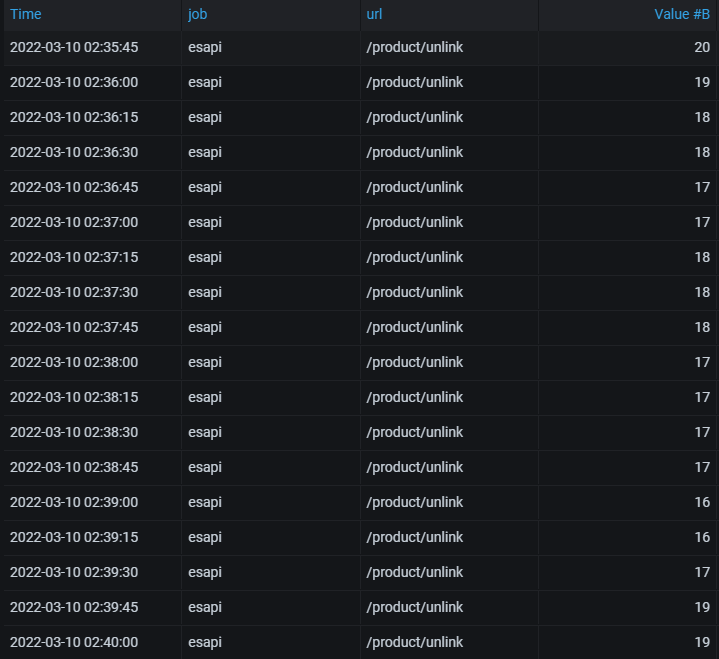 Time job url Value #B
2022-03-10 02:35:45 esapi /product/unlink 20
2022-03-10 02:36:00 esapi /product/unlink 19
2022-03-10 02:36:15 esapi /product/unlink 18
2022-03-10 02:36:30 esapi /product/unlink 18
2022-03-10 02:36:45 esapi /product/unlink 17
2022-03-10 02:37:00 esapi /product/unlink 17
2022-03-10 02:37:15 esapi /product/unlink 18
2022-03-10 02:37:30 esapi /product/unlink 18
2022-03-10 02:37:45 esapi /product/unlink 18
2022-03-10 02:38:00 esapi /product/unlink 17
2022-03-10 02:38:15 esapi /product/unlink 17
2022-03-10 02:38:30 esapi /product/unlink 17
2022-03-10 02:38:45 esapi /product/unlink 17
2022-03-10 02:39:00 esapi /product/unlink 16
2022-03-10 02:39:15 esapi /product/unlink 16
2022-03-10 02:39:30 esapi /product/unlink 17
2022-03-10 02:39:45 esapi /product/unlink 19
2022-03-10 02:40:00 esapi /product/unlink 19